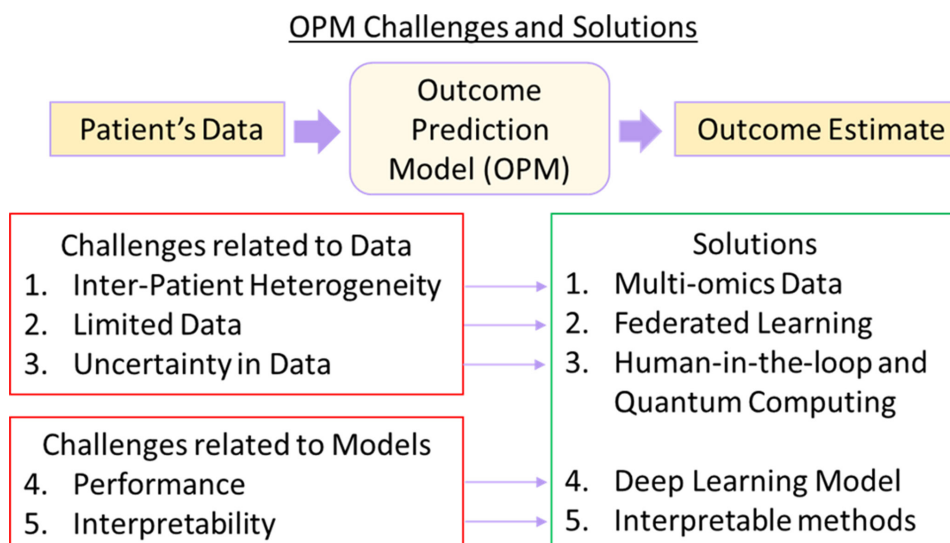 OPM Challenges and Solutions
Patient's Data
Outcome
Prediction
Model (OPM)
Outcome Estimate
Challenges related to Data
1. Inter-Patient Heterogeneity
2. Limited Data
3. Uncertainty in Data
Challenges related to Models
4. Performance
5. Interpretability
Solutions
1. Multi-omics Data
2. Federated Learning
3. Human-in-the-loop and
Quantum Computing
4. Deep Learning Model
5. Interpretable methods